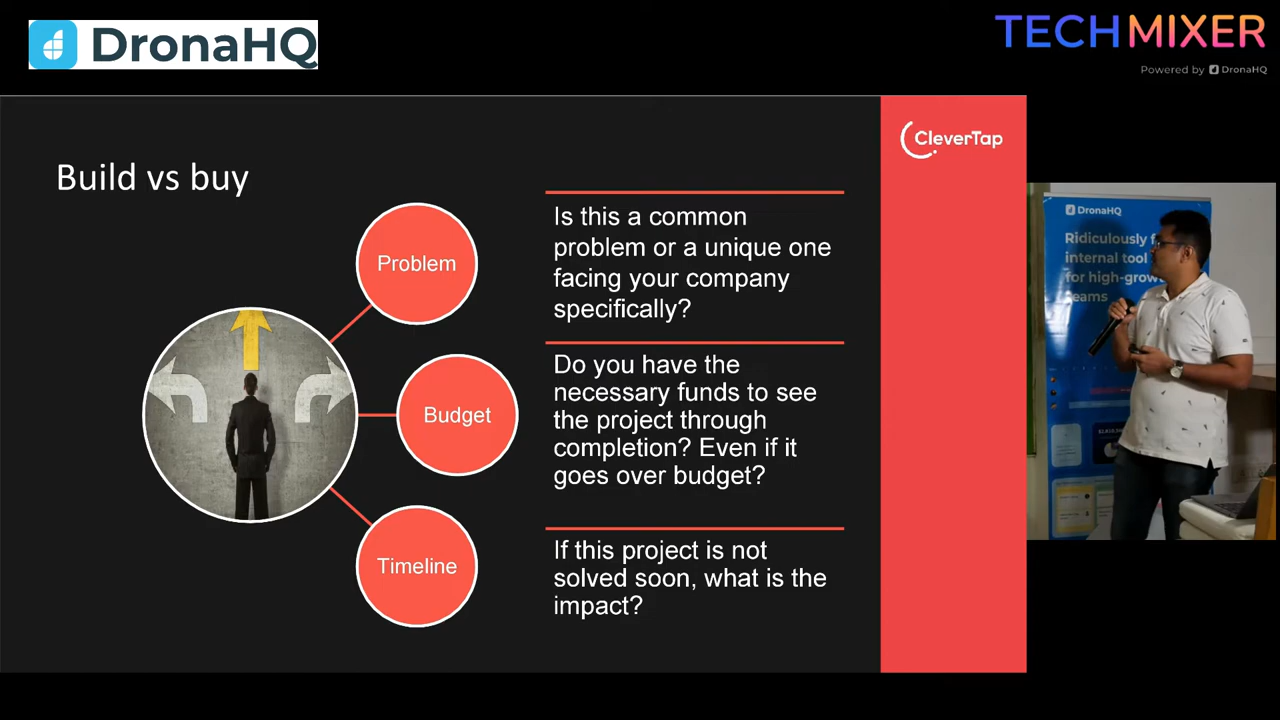 DronaHQ
TECHMIXER
Powered by DronaHQ
CleverTap
Build vs buy
Problem
Is this a common
problem or a unique one
facing your company
specifically?
Budget
Do you have the
necessary funds to see
the project through
completion? Even if it
goes over budget?
Timeline
If this project is not
solved soon, what is the
impact?
DronaHQ
Ridiculously
internal tool
for high-grow
teams